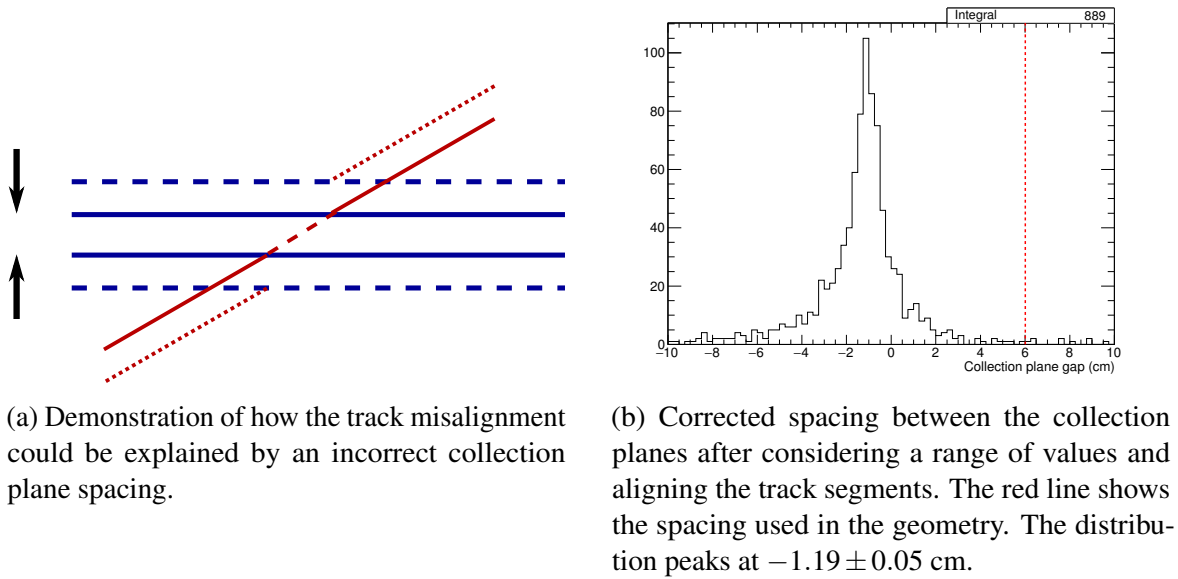 Integral 889
100
80
60
40
20
0
−10 −8 −6 −4 −2 0 2 4 6 8 10
Collection plane gap (cm)
(a) Demonstration of how the track misalignment
could be explained by an incorrect collection
plane spacing.
(b) Corrected spacing between the collection
planes after considering a range of values and
aligning the track segments. The red line shows
the spacing used in the geometry. The distribu-
tion peaks at −1.19 ± 0.05 cm.